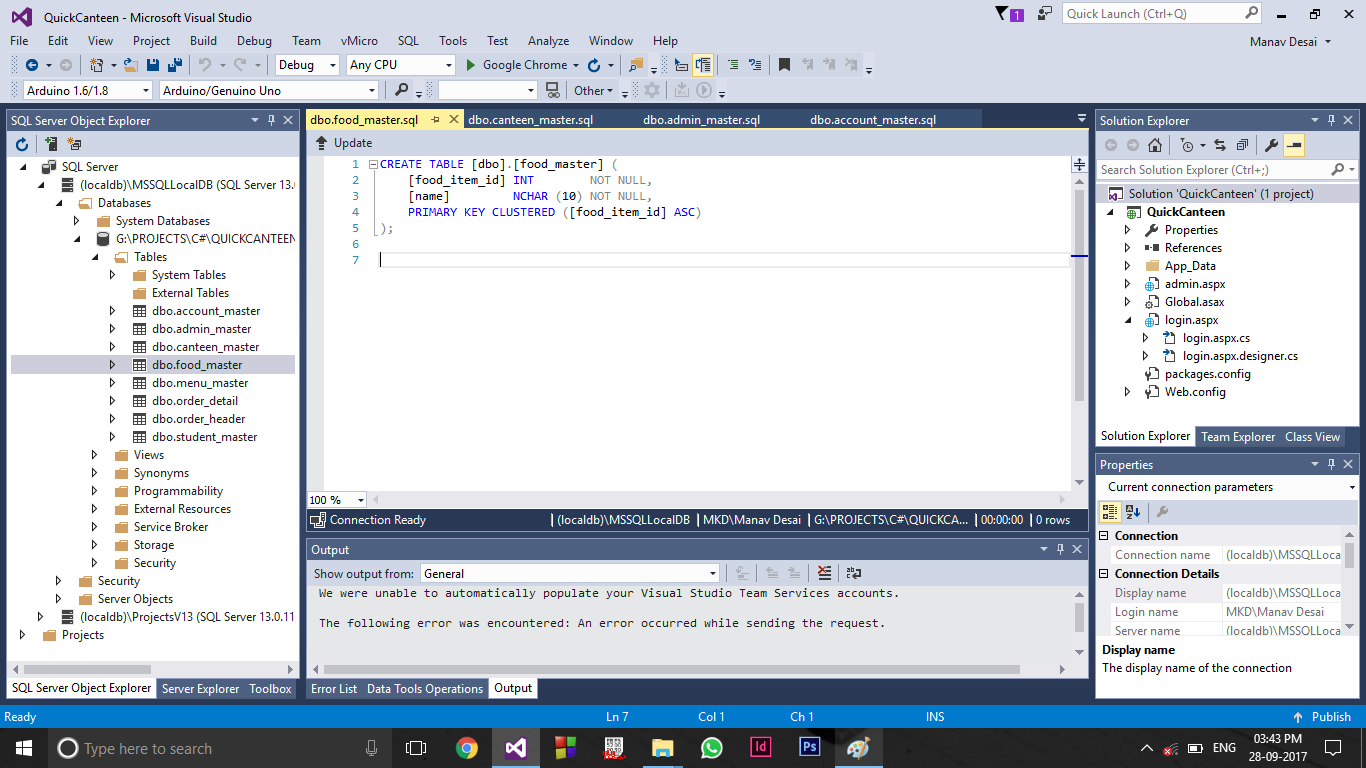 QuickCanteen - Microsoft Visual Studio
1
Quick Launch (Ctrl+Q)
File Edit View Project Build Debug Team vMicro SQL Tools Test Analyze Window Help
Manav Desai
Debug Any CPU Google Chrome
Arduino 1.6/1.8 Arduino/Genuino Uno Other
SQL Server Object Explorer
SQL Server
(localdb)\MSSQLLocalDB (SQL Server 13.0
Databases
System Databases
G:\PROJECTS\C#\QUICKCANTEEN
Tables
System Tables
External Tables
dbo.account_master
dbo.admin_master
dbo.canteen_master
dbo.food_master
dbo.menu_master
dbo.order_detail
dbo.order_header
dbo.student_master
Views
Synonyms
Programmability
External Resources
Service Broker
Storage
Security
Security
Server Objects
(localdb)\ProjectsV13 (SQL Server 13.0.11
Projects
SQL Server Object Explorer Server Explorer Toolbox
dbo.food_master.sql dbo.canteen_master.sql dbo.admin_master.sql dbo.account_master.sql
Update
1 CREATE TABLE [dbo].[food_master] (
2 [food_item_id] INT NOT NULL,
3 [name] NCHAR (10) NOT NULL,
4 PRIMARY KEY CLUSTERED ([food_item_id] ASC)
5 );
6
7
100 %
Connection Ready | (localdb)\MSSQLLocalDB | MKD\Manav Desai | G:\PROJECTS\C#\QUICKCA... | 00:00:00 | 0 rows
Output
Show output from: General
We were unable to automatically populate your Visual Studio Team Services accounts.
The following error was encountered: An error occurred while sending the request.
Error List Data Tools Operations Output
Solution Explorer
Search Solution Explorer (Ctrl+;)
Solution 'QuickCanteen' (1 project)
QuickCanteen
Properties
References
App_Data
admin.aspx
Global.asax
login.aspx
login.aspx.cs
login.aspx.designer.cs
packages.config
Web.config
Solution Explorer Team Explorer Class View
Properties
Current connection parameters
Connection
Connection name (localdb)\MSSQLLoca
Connection Details
Display name (localdb)\MSSQLLoca
Login name MKD\Manav Desai
Server name (localdb)\MSSQLLoca
Display name
The display name of the connection
Ready Ln 7 Col 1 Ch 1 INS Publish
Type here to search
Id
Ps
ENG
03:43 PM
28-09-2017